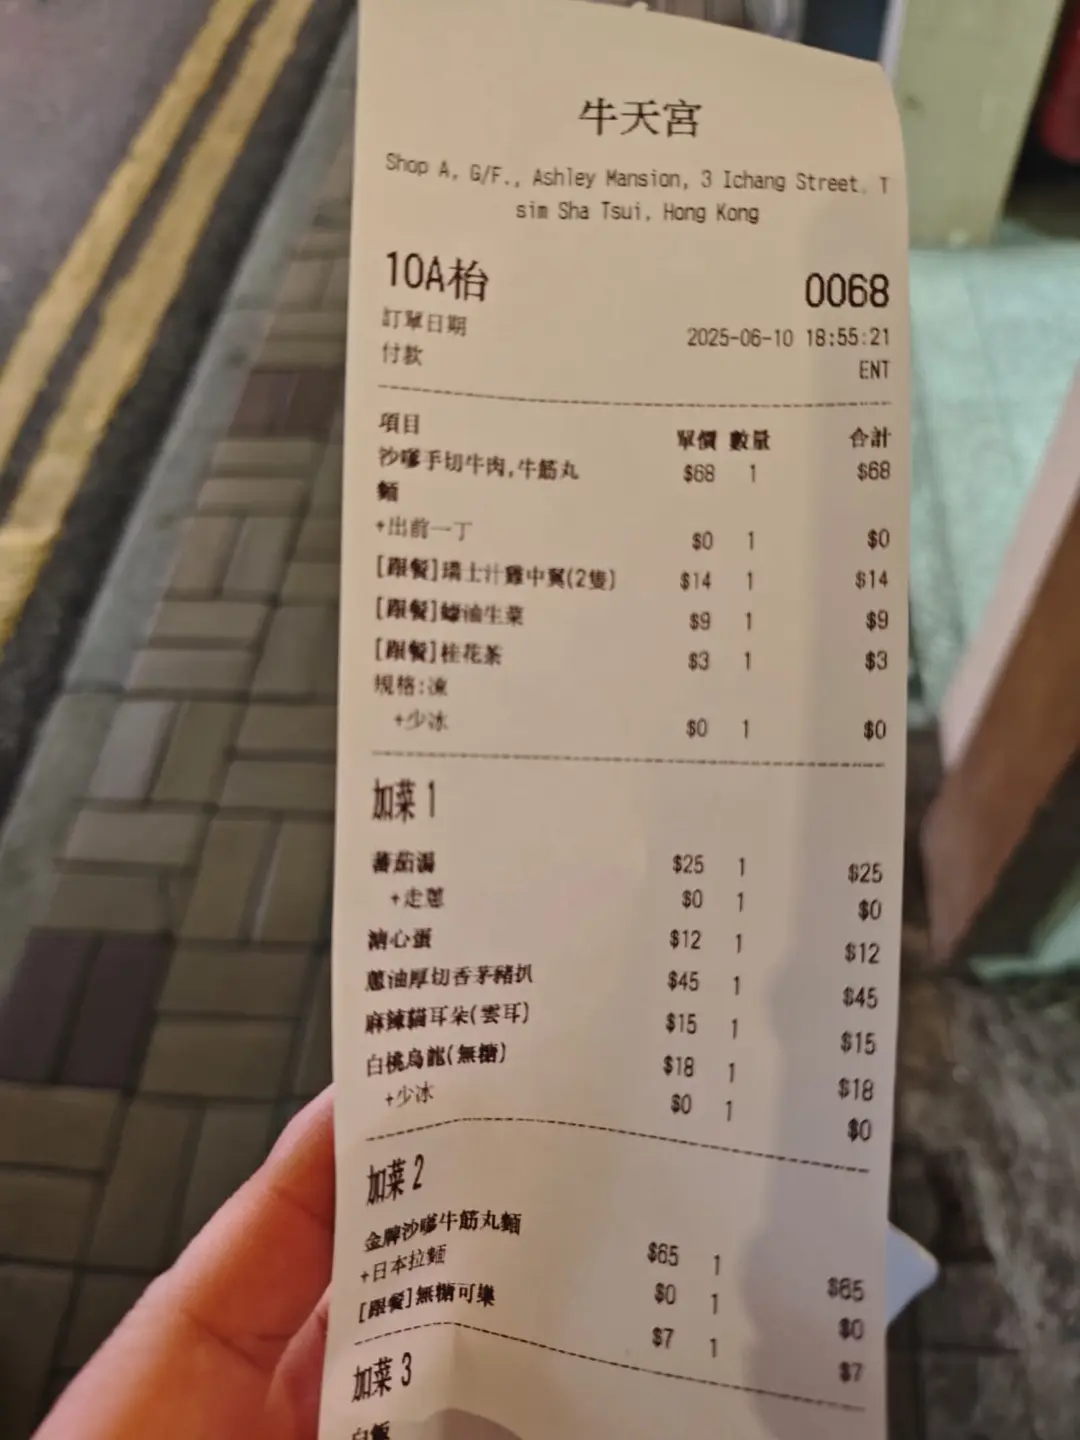 牛天宮
Shop A, G/F., Ashley Mansion, 3 Ichang Street, T
sim Sha Tsui, Hong Kong
10A枱 0068
訂單日期 2025-06-10 18:55:21
付款 ENT
項目 單價 數量 合計
沙嗲手切牛肉,牛筋丸 $68 1 $68
麵
+出前一丁 $0 1 $0
[跟餐]瑞士汁雞中翼(2隻) $14 1 $14
[跟餐]蠔油生菜 $9 1 $9
[跟餐]桂花茶 $3 1 $3
規格:凍
+少冰 $0 1 $0
加菜 1
蕃茄湯 $25 1 $25
+走蔥 $0 1 $0
溏心蛋 $12 1 $12
蔥油厚切香茅豬扒 $45 1 $45
麻辣貓耳朵(雲耳) $15 1 $15
白桃烏龍(無糖) $18 1 $18
+少冰 $0 1 $0
加菜 2
金牌沙嗲牛筋丸麵 $65 1 $65
+日本拉麵 $0 1 $0
[跟餐]無糖可樂 $7 1 $7
加菜 3
白飯